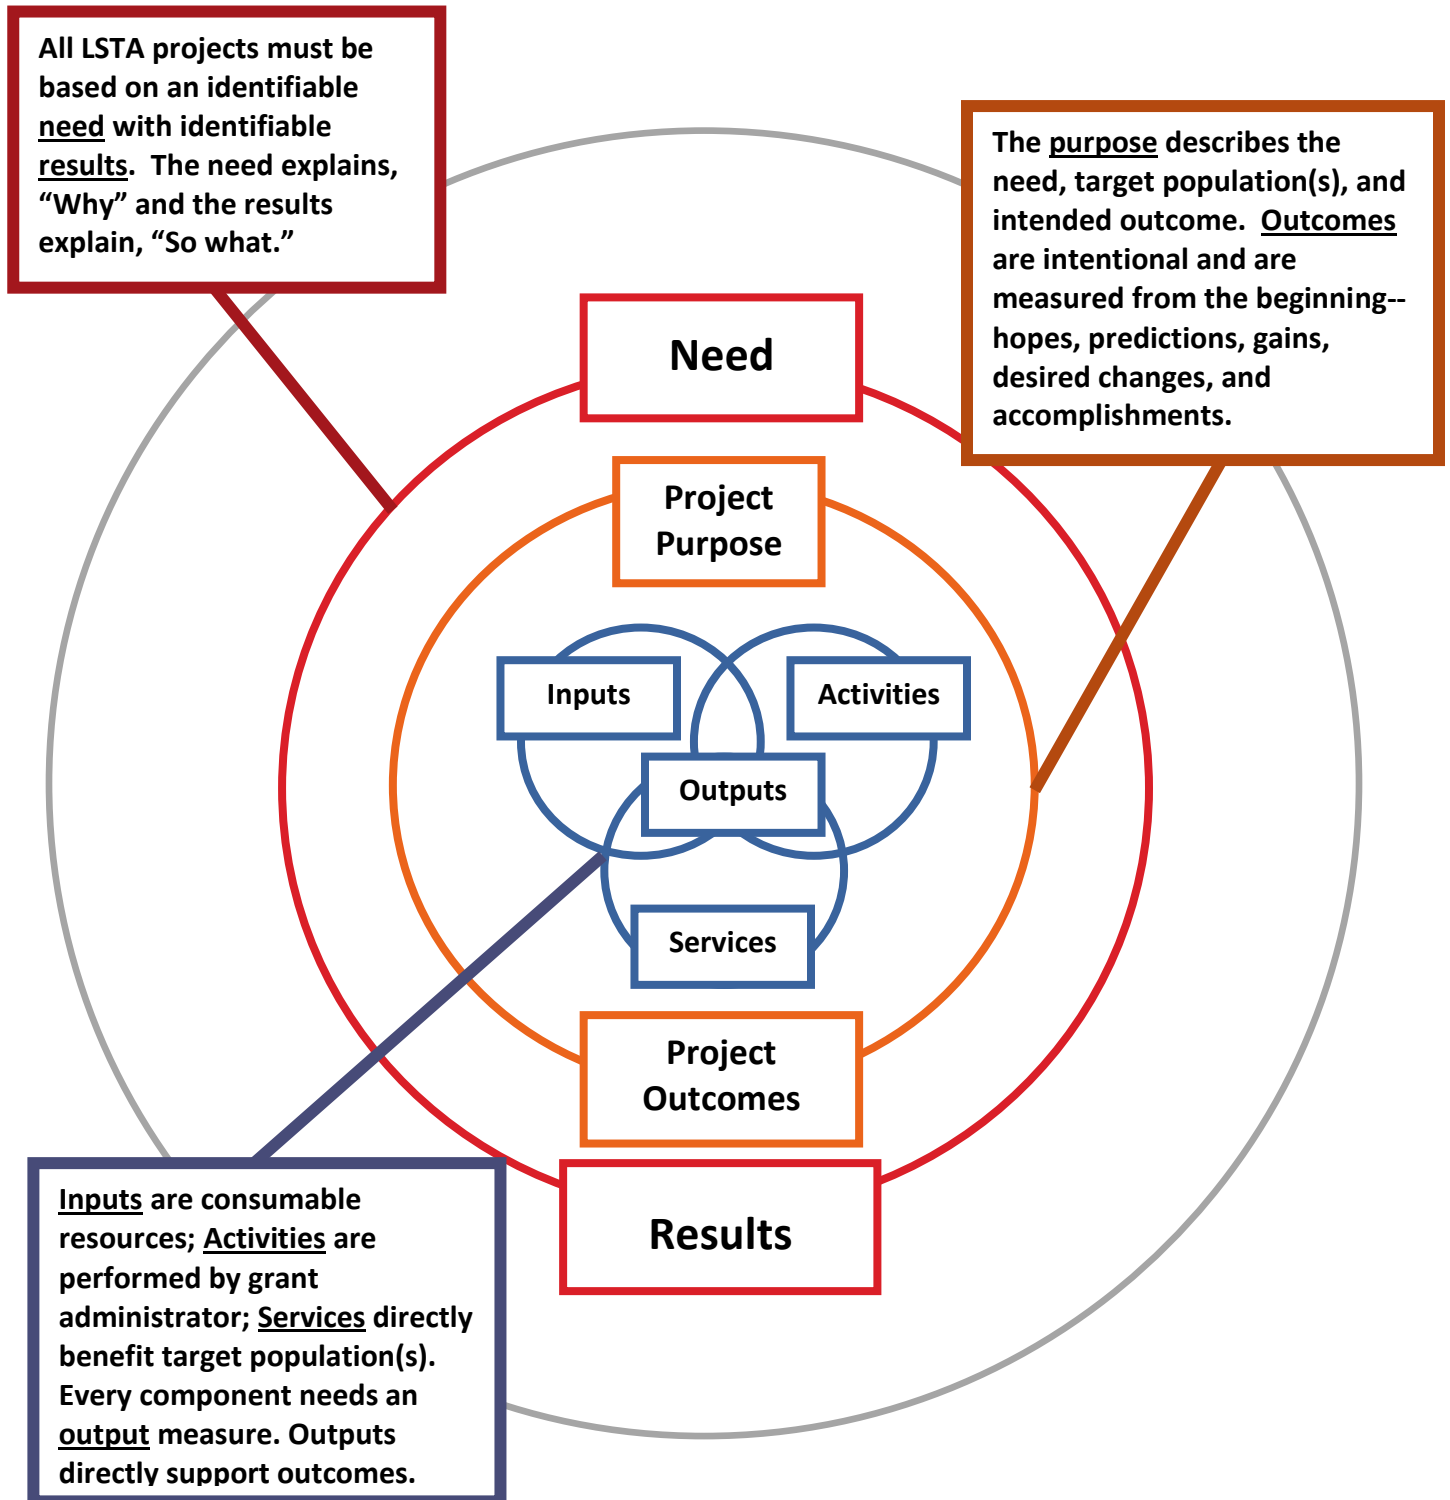 All LSTA projects must be
based on an identifiable
need with identifiable
results.  The need explains,
“Why” and the results
explain, “So what.”
The purpose describes the
need, target population(s), and
intended outcome.  Outcomes
are intentional and are
measured from the beginning--
hopes, predictions, gains,
desired changes, and
accomplishments.
Need
Project
Purpose
Inputs
Activities
Outputs
Services
Project
Outcomes
Results
Inputs are consumable
resources; Activities are
performed by grant
administrator; Services directly
benefit target population(s).
Every component needs an
output measure. Outputs
directly support outcomes.